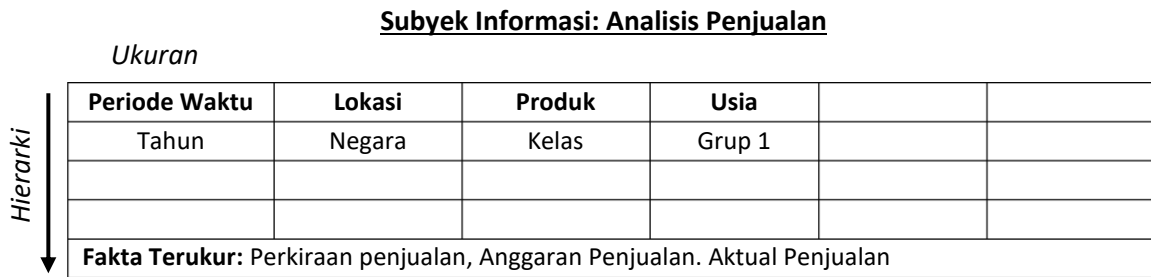 Subyek Informasi: Analisis Penjualan
Ukuran
Hierarki
Periode Waktu Lokasi Produk Usia
Tahun Negara Kelas Grup 1
Fakta Terukur: Perkiraan penjualan, Anggaran Penjualan. Aktual Penjualan